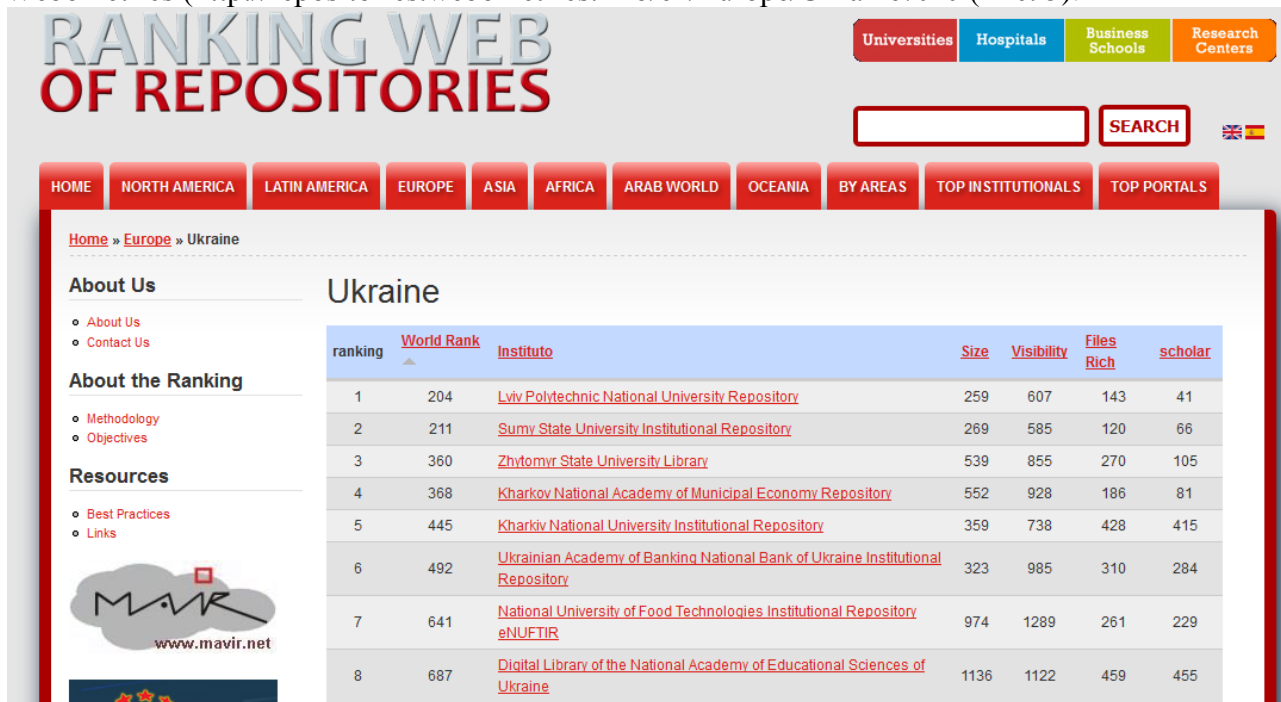 RANKING WEB
OF REPOSITORIES
Universities
Hospitals
Business
Schools
Research
Centers
SEARCH
HOME NORTH AMERICA LATIN AMERICA EUROPE ASIA AFRICA ARAB WORLD OCEANIA BY AREAS TOP INSTITUTIONALS TOP PORTALS
Home » Europe » Ukraine
About Us
About Us
Contact Us
About the Ranking
Methodology
Objectives
Resources
Best Practices
Links
MAVIR
www.mavir.net
Ukraine
ranking World Rank Instituto Size Visibility Files Rich scholar
1 204 Lviv Polytechnic National University Repository 259 607 143 41
2 211 Sumy State University Institutional Repository 269 585 120 66
3 360 Zhytomyr State University Library 539 855 270 105
4 368 Kharkov National Academy of Municipal Economy Repository 552 928 186 81
5 445 Kharkiv National University Institutional Repository 359 738 428 415
6 492 Ukrainian Academy of Banking National Bank of Ukraine Institutional
Repository 323 985 310 284
7 641 National University of Food Technologies Institutional Repository
eNUFTIR 974 1289 261 229
8 687 Digital Library of the National Academy of Educational Sciences of
Ukraine 1136 1122 459 455